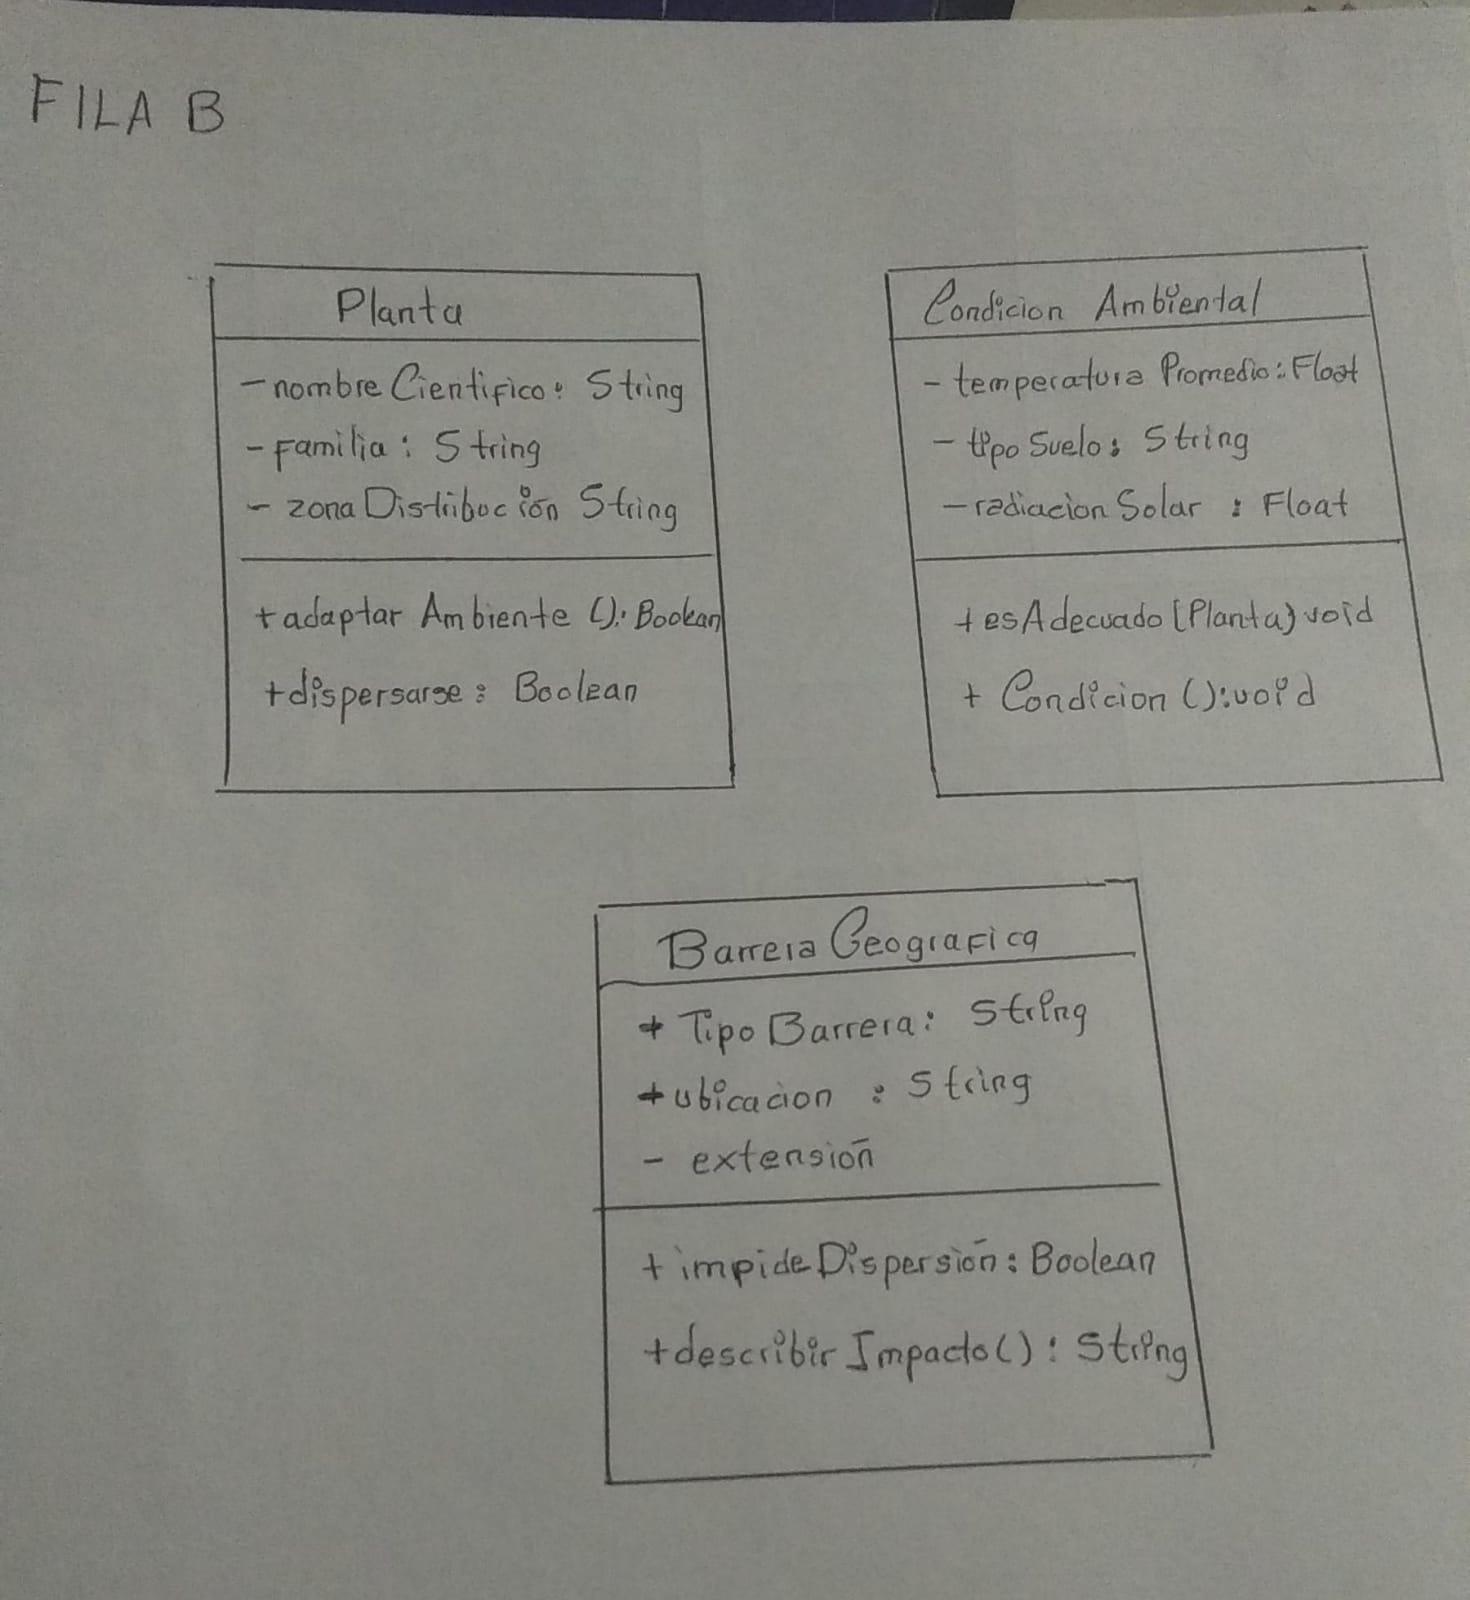 FILA B
Planta
- nombre Cientifico: String
- Familia: String
- zona Distribución String
+ adaptar Ambiente (): Boolean
+ dispersarse: Boolean
Condicion Ambiental
- temperatura Promedio: Float
- tipo Suelo: String
- radiacion Solar : Float
+ esAdecuado (Planta) void
+ Condicion (): void
Barrera Geografica
+ Tipo Barrera: String
+ ubicacion : String
- extensión
+ impide Dispersión: Boolean
+ describir Impacto(): String